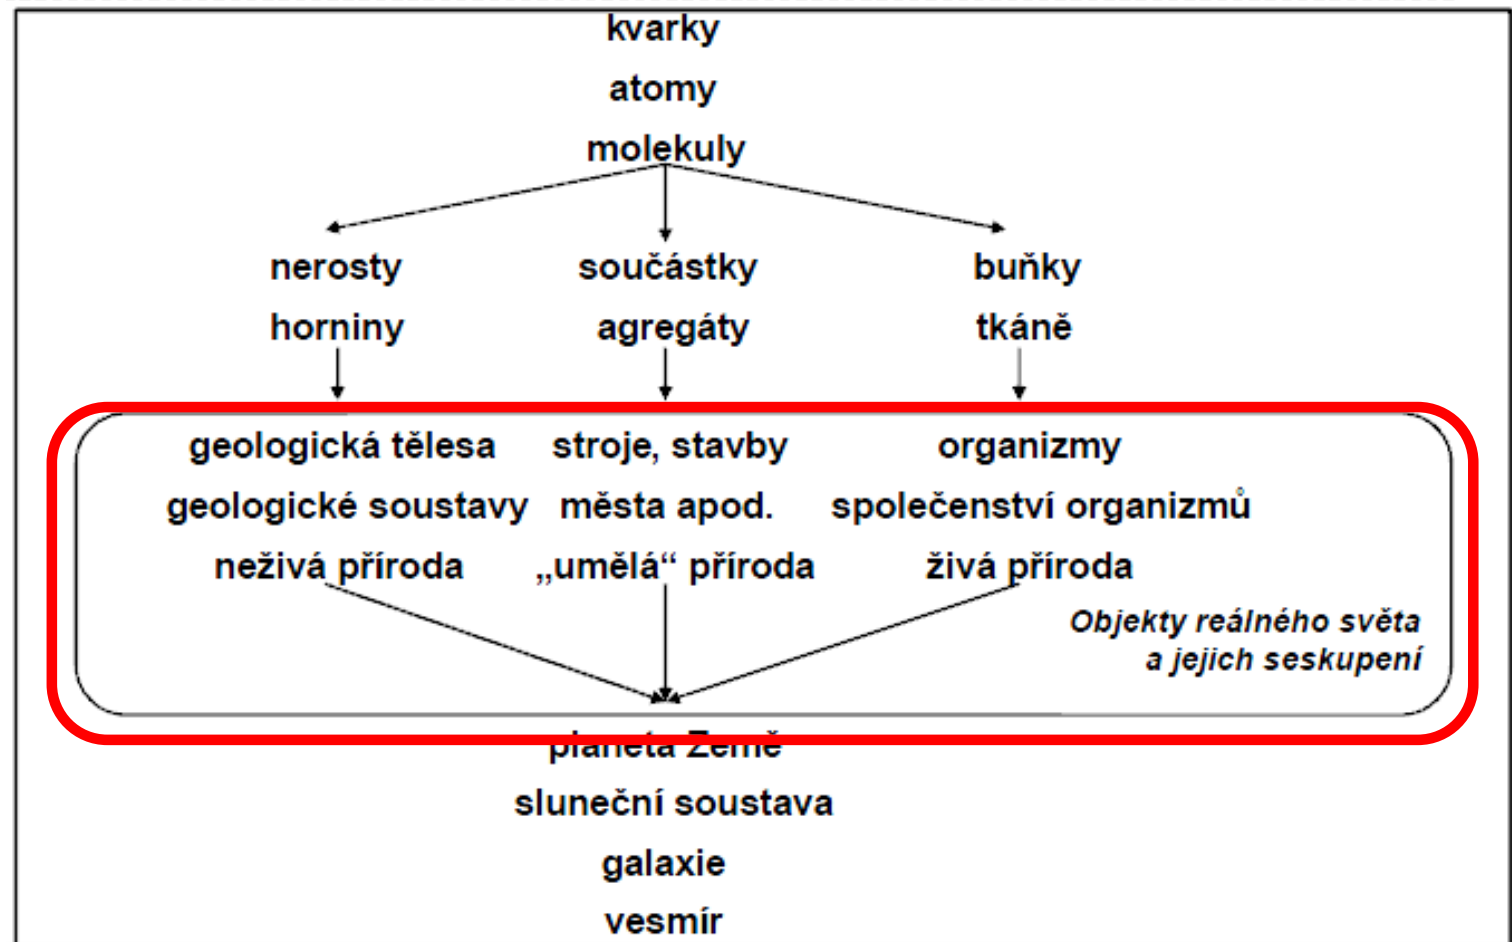 kvarky
atomy
molekuly
nerosty součástky buňky
horniny agregáty tkáně
geologická tělesa stroje, stavby organizmy
geologické soustavy města apod. společenství organizmů
neživá příroda „umělá“ příroda živá příroda
Objekty reálného světa
a jejich seskupení
planeta Země
sluneční soustava
galaxie
vesmír